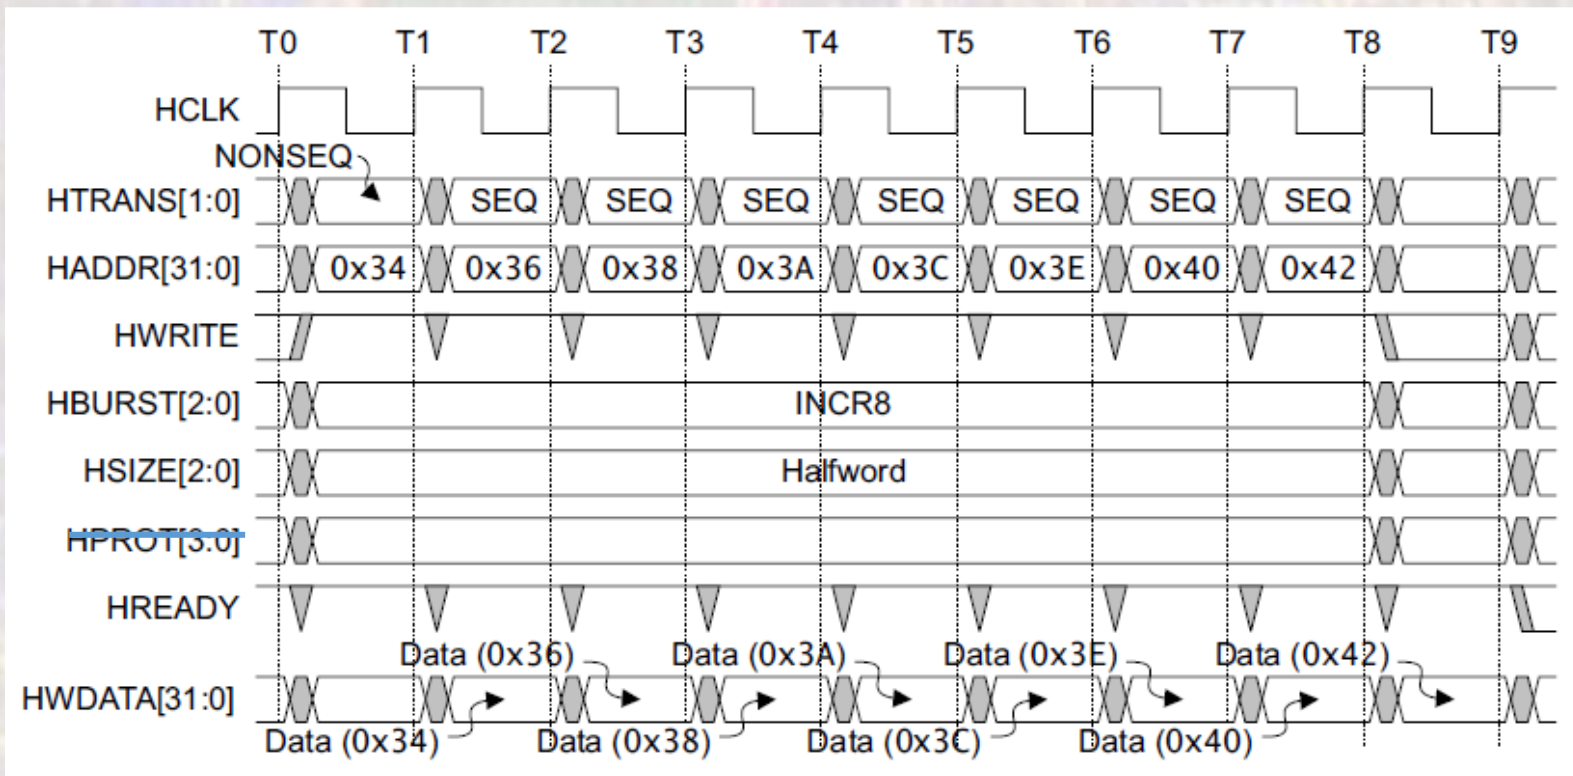 T0 T1 T2 T3 T4 T5 T6 T7 T8 T9
HCLK
NONSEQ
HTRANS[1:0] SEQ SEQ SEQ SEQ SEQ SEQ SEQ
HADDR[31:0] 0x34 0x36 0x38 0x3A 0x3C 0x3E 0x40 0x42
HWRITE
HBURST[2:0] INCR8
HSIZE[2:0] Halfword
HPROT[3:0]
HREADY
Data (0x36) Data (0x3A) Data (0x3E) Data (0x42)
HWDATA[31:0]
Data (0x34) Data (0x38) Data (0x3C) Data (0x40)